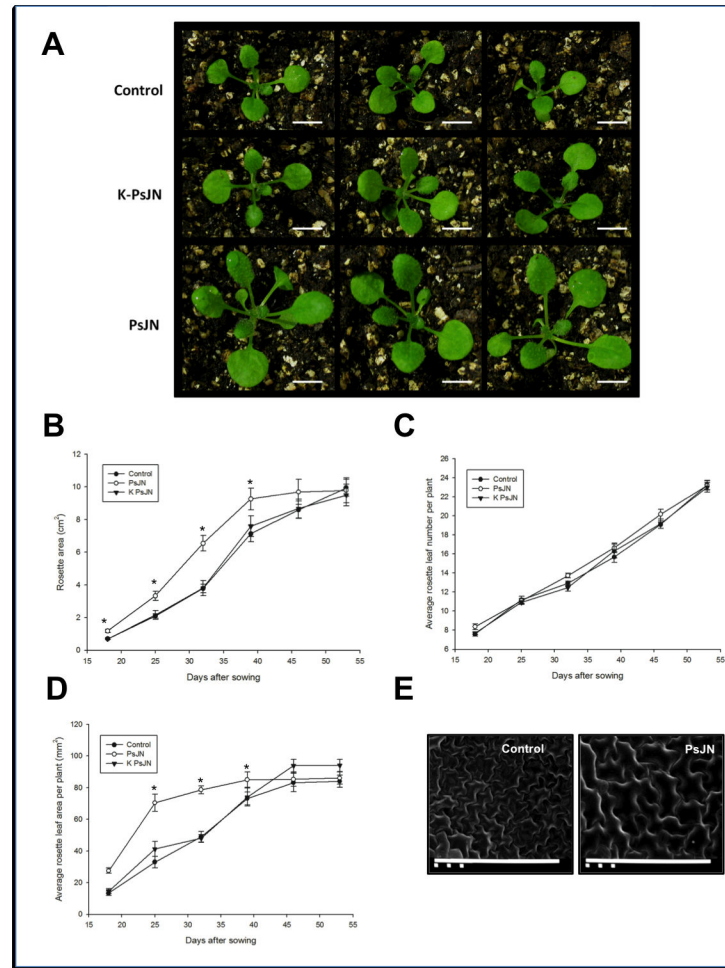 A
Control
K-PsJN
PsJN
B
12
10
8
6
4
2
0
Rosette area (cm²)
Control
PsJN
K PsJN
*
*
*
*
15 20 25 30 35 40 45 50 55
Days after sowing
C
26
24
22
20
18
16
14
12
10
8
6
Average rosette leaf number per plant
Control
PsJN
K PsJN
15 20 25 30 35 40 45 50 55
Days after sowing
D
120
100
80
60
40
20
0
Average rosette leaf area per plant (mm²)
Control
PsJN
K PsJN
*
*
*
15 20 25 30 35 40 45 50 55
Days after sowing
E
Control
PsJN